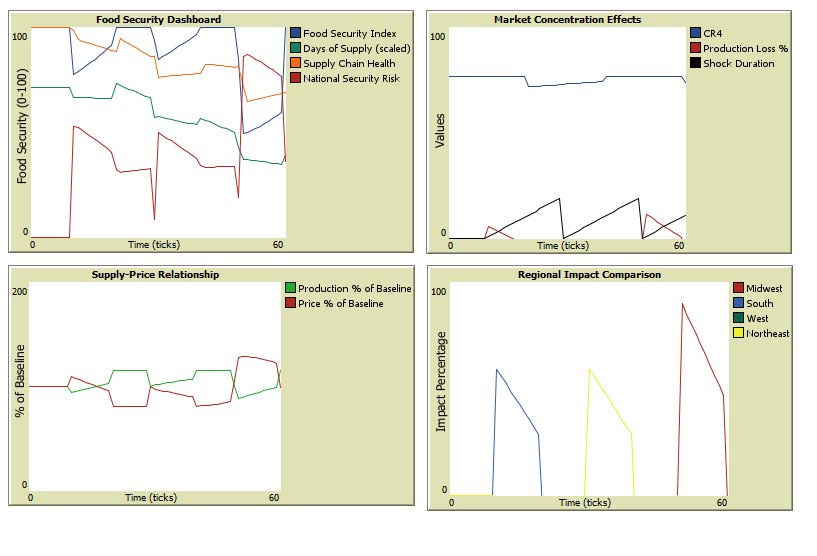 Food Security Dashboard
100
Food Security (0-100)
0
0
Time (ticks)
60
Food Security Index
Days of Supply (scaled)
Supply Chain Health
National Security Risk
Market Concentration Effects
100
Values
0
0
Time (ticks)
60
CR4
Production Loss %
Shock Duration
Supply-Price Relationship
200
% of Baseline
0
0
Time (ticks)
60
Production % of Baseline
Price % of Baseline
Regional Impact Comparison
100
Impact Percentage
0
0
Time (ticks)
60
Midwest
South
West
Northeast